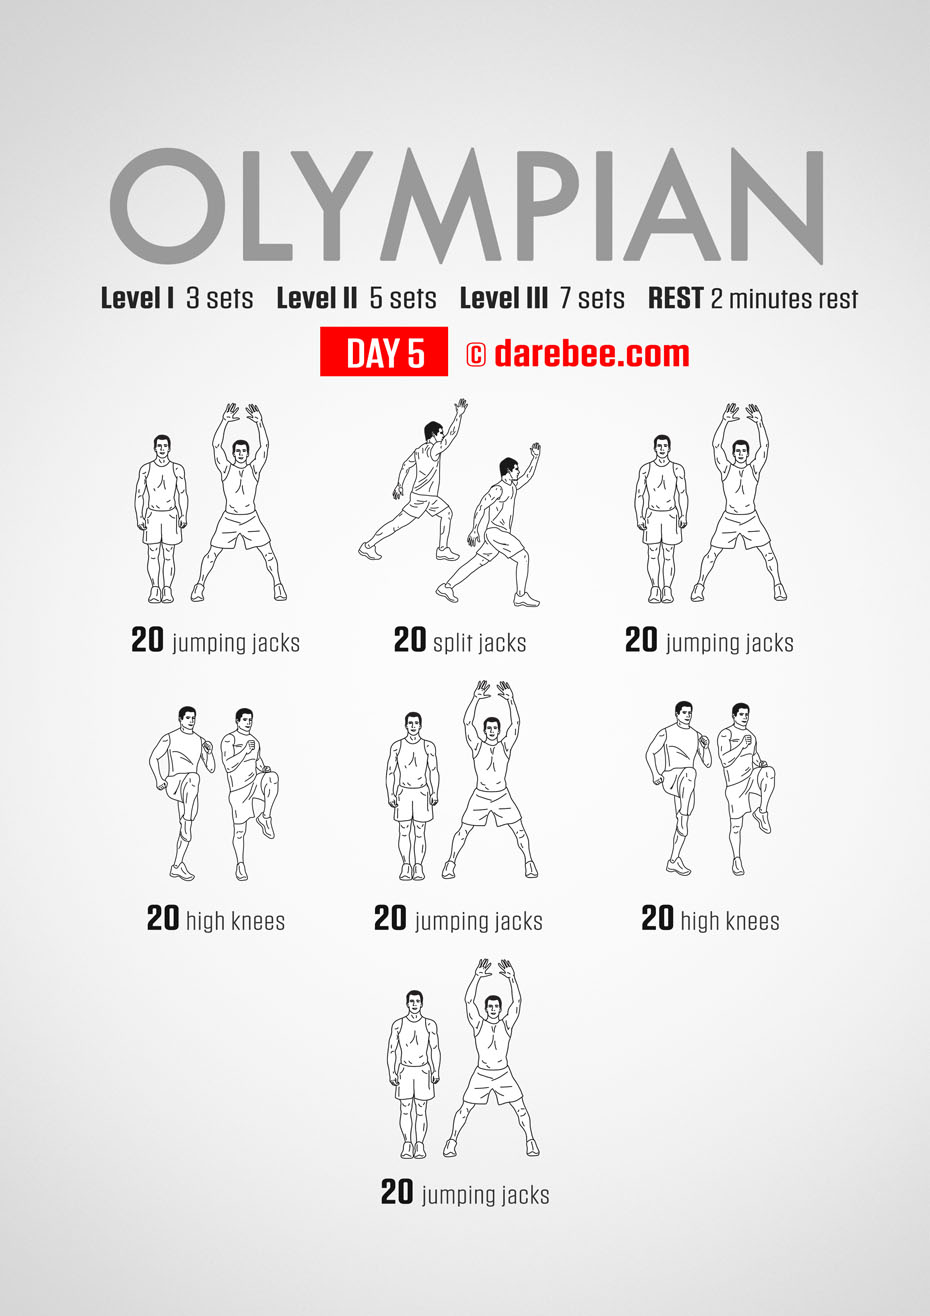 OLYMPIAN
Level I 3 sets Level II 5 sets Level III 7 sets REST 2 minutes rest
DAY 5 © darebee.com
20 jumping jacks
20 split jacks
20 jumping jacks
20 high knees
20 jumping jacks
20 high knees
20 jumping jacks